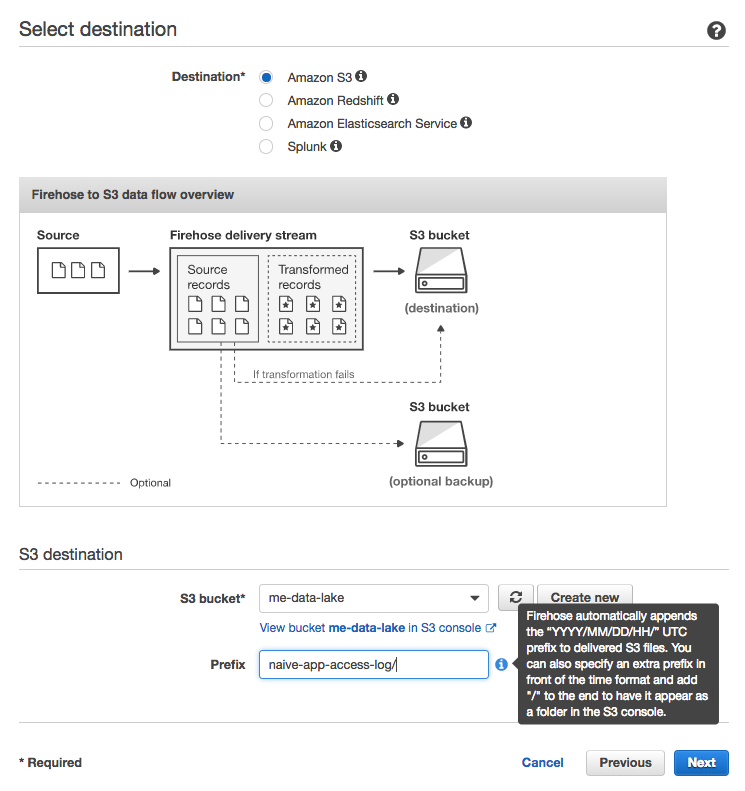 Select destination
Destination*
Amazon S3
Amazon Redshift
Amazon Elasticsearch Service
Splunk
Firehose to S3 data flow overview
Source
Firehose delivery stream
S3 bucket
Source
records
Transformed
records
(destination)
If transformation fails
S3 bucket
(optional backup)
Optional
S3 destination
S3 bucket*
me-data-lake
Create new
View bucket me-data-lake in S3 console
Prefix
naive-app-access-log/
Firehose automatically appends
the "YYYY/MM/DD/HH/" UTC
prefix to delivered S3 files. You
can also specify an extra prefix in
front of the time format and add
"/" to the end to have it appear as
a folder in the S3 console.
* Required
Cancel
Previous
Next